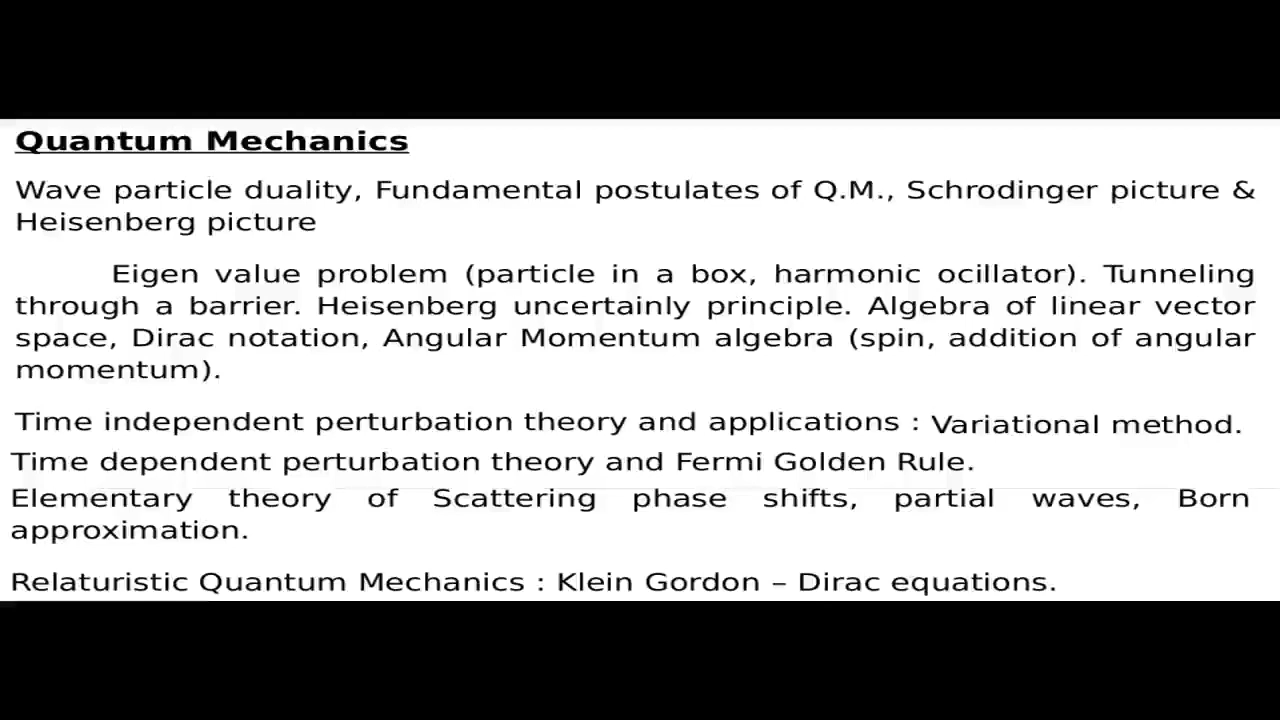 Quantum Mechanics
Wave particle duality, Fundamental postulates of Q.M., Schrodinger picture &
Heisenberg picture
Eigen value problem (particle in a box, harmonic ocillator). Tunneling
through a barrier. Heisenberg uncertainly principle. Algebra of linear vector
space, Dirac notation, Angular Momentum algebra (spin, addition of angular
momentum).
Time independent perturbation theory and applications : Variational method.
Time dependent perturbation theory and Fermi Golden Rule.
Elementary theory of Scattering phase shifts, partial waves, Born
approximation.
Relaturistic Quantum Mechanics : Klein Gordon – Dirac equations.